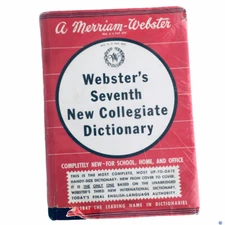 A Merriam-Webster
Webster's
Seventh
New Collegiate
Dictionary
COMPLETELY NEW-FOR SCHOOL, HOME, AND OFFICE
THIS IS THE MOST COMPLETE, MOST UP-TO-DATE
HANDY-SIZE DICTIONARY: NEW FROM COVER TO COVER.
IT IS THE ONLY ONE BASED ON THE UNABRIDGED
WEBSTER'S THIRD NEW INTERNATIONAL DICTIONARY
TODAY'S FINAL ENGLISH-LANGUAGE AUTHORITY
THE LEADING NAME IN DICTIONARIES